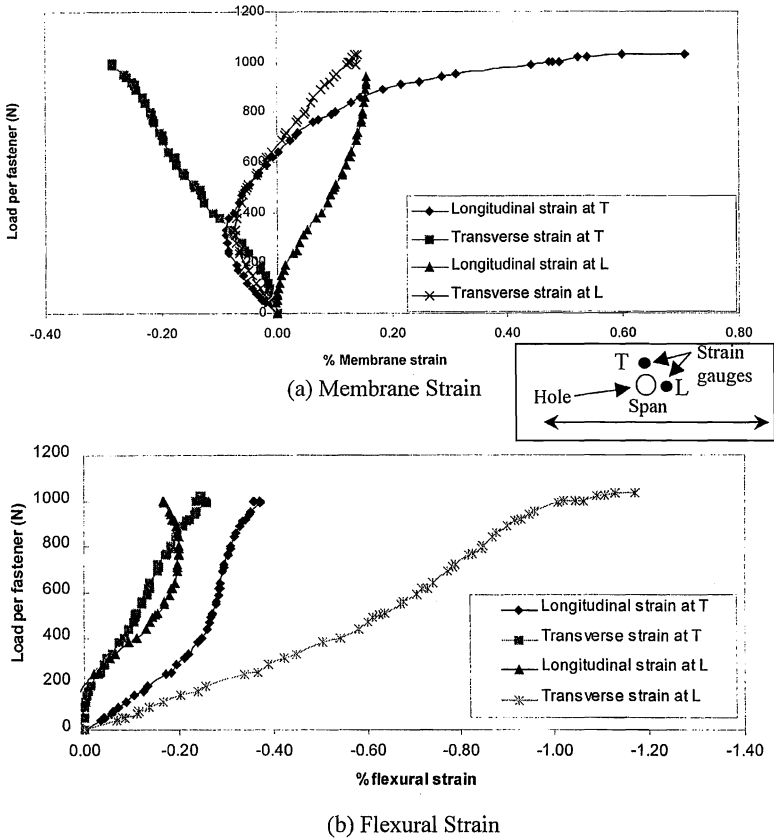 1200
1000
800
600
400
200
0
Load per fastener (N)
Longitudinal strain at T
Transverse strain at T
Longitudinal strain at L
Transverse strain at L
-0.40
-0.20
0.00
0.20
0.40
0.60
0.80
% Membrane strain
(a) Membrane Strain
T
Strain
gauges
L
Hole
Span
1200
1000
800
600
400
200
0
Load per fastener (N)
Longitudinal strain at T
Transverse strain at T
Longitudinal strain at L
Transverse strain at L
0.00
-0.20
-0.40
-0.60
-0.80
-1.00
-1.20
-1.40
%flexural strain
(b) Flexural Strain